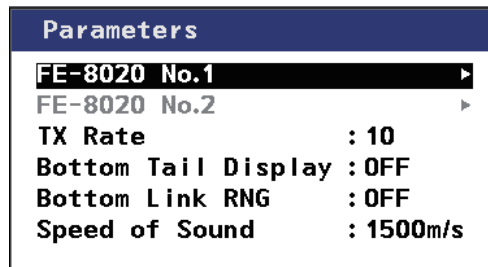 Parameters
FE-8020 No.1 ▸
FE-8020 No.2 ▸
TX Rate : 10
Bottom Tail Display : OFF
Bottom Link RNG : OFF
Speed of Sound : 1500m/s